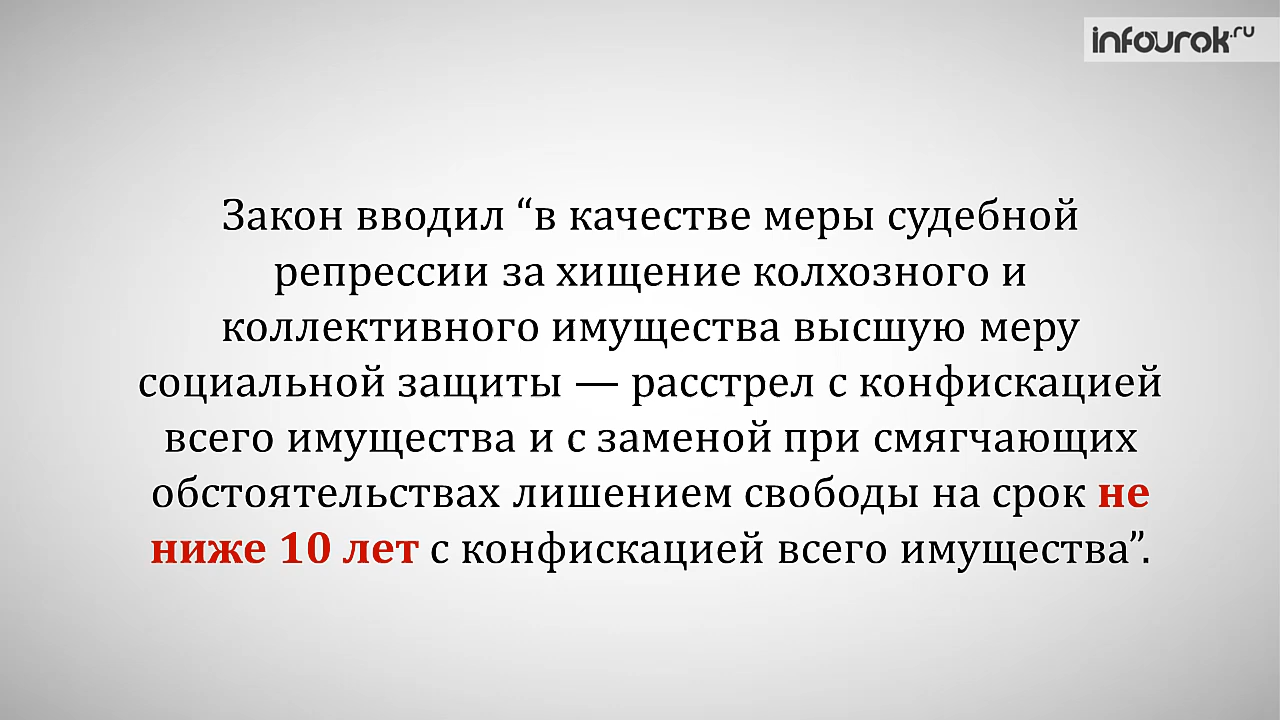 infourok.ru
Закон вводил “в качестве меры судебной
репрессии за хищение колхозного и
коллективного имущества высшую меру
социальной защиты — расстрел с конфискацией
всего имущества и с заменой при смягчающих
обстоятельствах лишением свободы на срок не
ниже 10 лет с конфискацией всего имущества”.